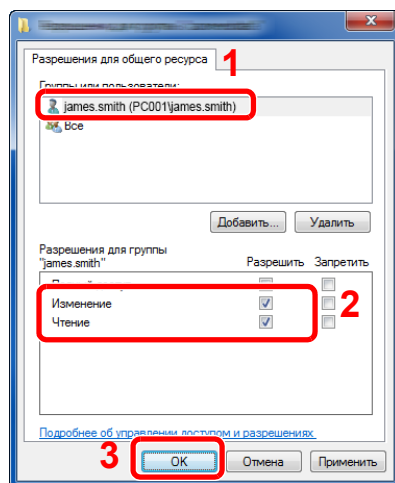 Разрешения для общего ресурса
1
Группы или пользователи:
james.smith (PC001\james.smith)
Все
Добавить...
Удалить
Разрешения для группы
"james.smith"
Разрешить
Запретить
Изменение
Чтение
2
Подробнее об управлении доступом и разрешениях
3
ОК
Отмена
Применить